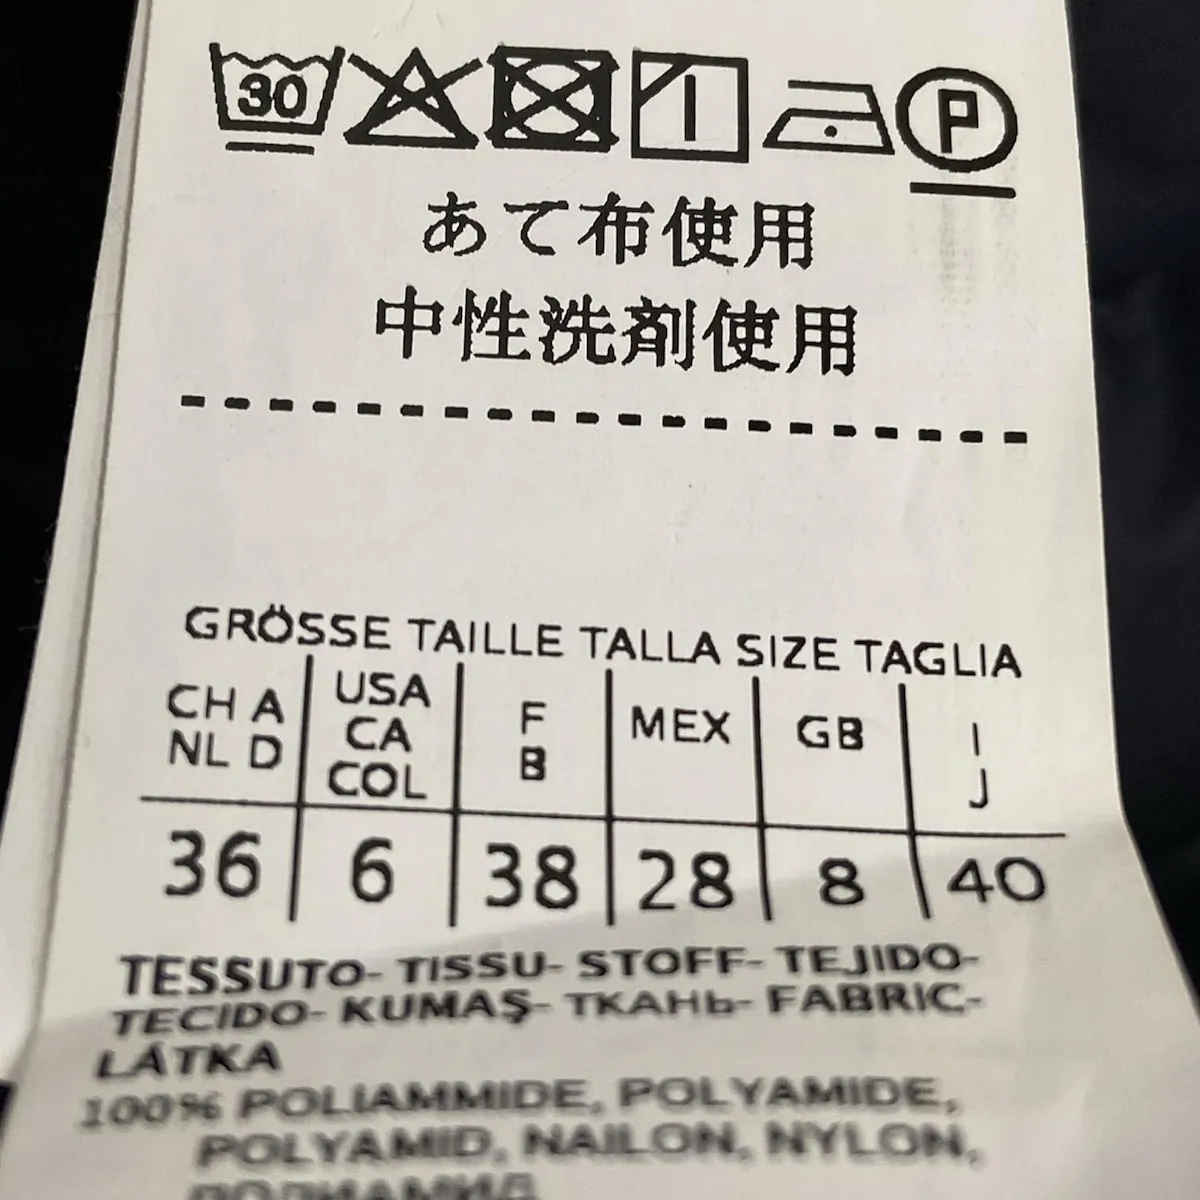 30 P
あて布使用
中性洗剤使用
GRÖSSE TAILLE TALLA SIZE TAGLIA
CH A NL D USA CA COL F B MEX GB I J
36 6 38 28 8 40
TESSUTO- TISSU- STOFF- TEJIDO-
TECIDO- KUMAŞ- ТКАНЬ- FABRIC-
LÁTKA
100% POLIAMMIDE, POLYAMIDE,
POLYAMID, NAILON, NYLON,
ПОЛИАМИД